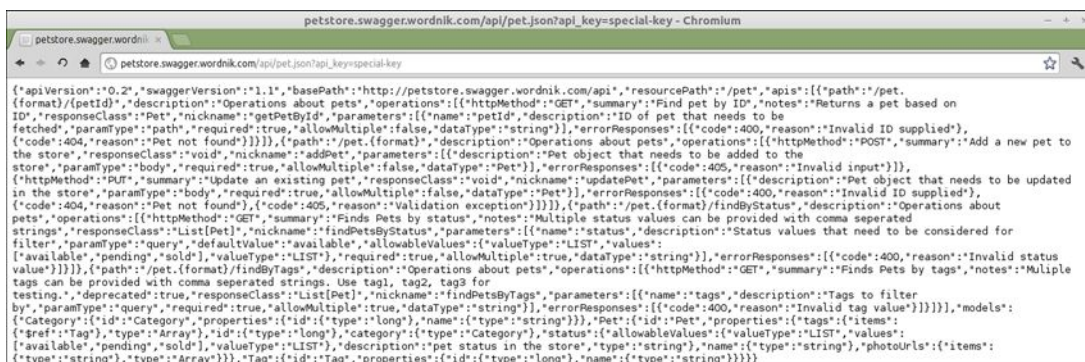 petstore.swagger.wordnik.com/api/pet.json?api_key=special-key - Chromium
petstore.swagger.wordnik
petstore.swagger.wordnik.com/api/pet.json?api_key=special-key
{"apiVersion":"0.2","swaggerVersion":"1.1","basePath":"http://petstore.swagger.wordnik.com/api","resourcePath":"/pet","apis":[{"path":"/pet.
{format}/{petId}","description":"Operations about pets","operations":[{"httpMethod":"GET","summary":"Find pet by ID","notes":"Returns a pet based on
ID","responseClass":"Pet","nickname":"getPetById","parameters":[{"name":"petId","description":"ID of pet that needs to be
fetched","paramType":"path","required":true,"allowMultiple":false,"dataType":"string"}],"errorResponses":[{"code":400,"reason":"Invalid ID supplied"},
{"code":404,"reason":"Pet not found"}]}]},{"path":"/pet.{format}","description":"Operations about pets","operations":[{"httpMethod":"POST","summary":"Add a new pet to
the store","responseClass":"void","nickname":"addPet","parameters":[{"description":"Pet object that needs to be added to the
store","paramType":"body","required":true,"allowMultiple":false,"dataType":"Pet"}],"errorResponses":[{"code":405,"reason":"Invalid input"}]},
{"httpMethod":"PUT","summary":"Update an existing pet","responseClass":"void","nickname":"updatePet","parameters":[{"description":"Pet object that needs to be updated
in the store","paramType":"body","required":true,"allowMultiple":false,"dataType":"Pet"}],"errorResponses":[{"code":400,"reason":"Invalid ID supplied"},
{"code":404,"reason":"Pet not found"},{"code":405,"reason":"Validation exception"}]}]},{"path":"/pet.{format}/findByStatus","description":"Operations about
pets","operations":[{"httpMethod":"GET","summary":"Finds Pets by status","notes":"Multiple status values can be provided with comma seperated
strings","responseClass":"List[Pet]","nickname":"findPetsByStatus","parameters":[{"name":"status","description":"Status values that need to be considered for
filter","paramType":"query","defaultValue":"available","allowableValues":{"valueType":"LIST","values":
["available","pending","sold"],"valueType":"LIST"},"required":true,"allowMultiple":true,"dataType":"string"}],"errorResponses":[{"code":400,"reason":"Invalid status
value"}]}]},{"path":"/pet.{format}/findByTags","description":"Operations about pets","operations":[{"httpMethod":"GET","summary":"Finds Pets by tags","notes":"Muliple
tags can be provided with comma seperated strings. Use tag1, tag2, tag3 for
testing.","deprecated":true,"responseClass":"List[Pet]","nickname":"findPetsByTags","parameters":[{"name":"tags","description":"Tags to filter
by","paramType":"query","required":true,"allowMultiple":true,"dataType":"string"}],"errorResponses":[{"code":400,"reason":"Invalid tag value"}]}]}],"models":
{"Category":{"id":"Category","properties":{"id":{"type":"long"},"name":{"type":"string"}}},"Pet":{"id":"Pet","properties":{"tags":{"items":
{"$ref":"Tag"},"type":"Array"},"id":{"type":"long"},"category":{"type":"Category"},"status":{"allowableValues":{"valueType":"LIST","values":
["available","pending","sold"],"valueType":"LIST"},"description":"pet status in the store","type":"string"},"name":{"type":"string"},"photoUrls":{"items":
{"type":"string"},"type":"Array"}}},"Tag":{"id":"Tag","properties":{"id":{"type":"long"},"name":{"type":"string"}}}}}